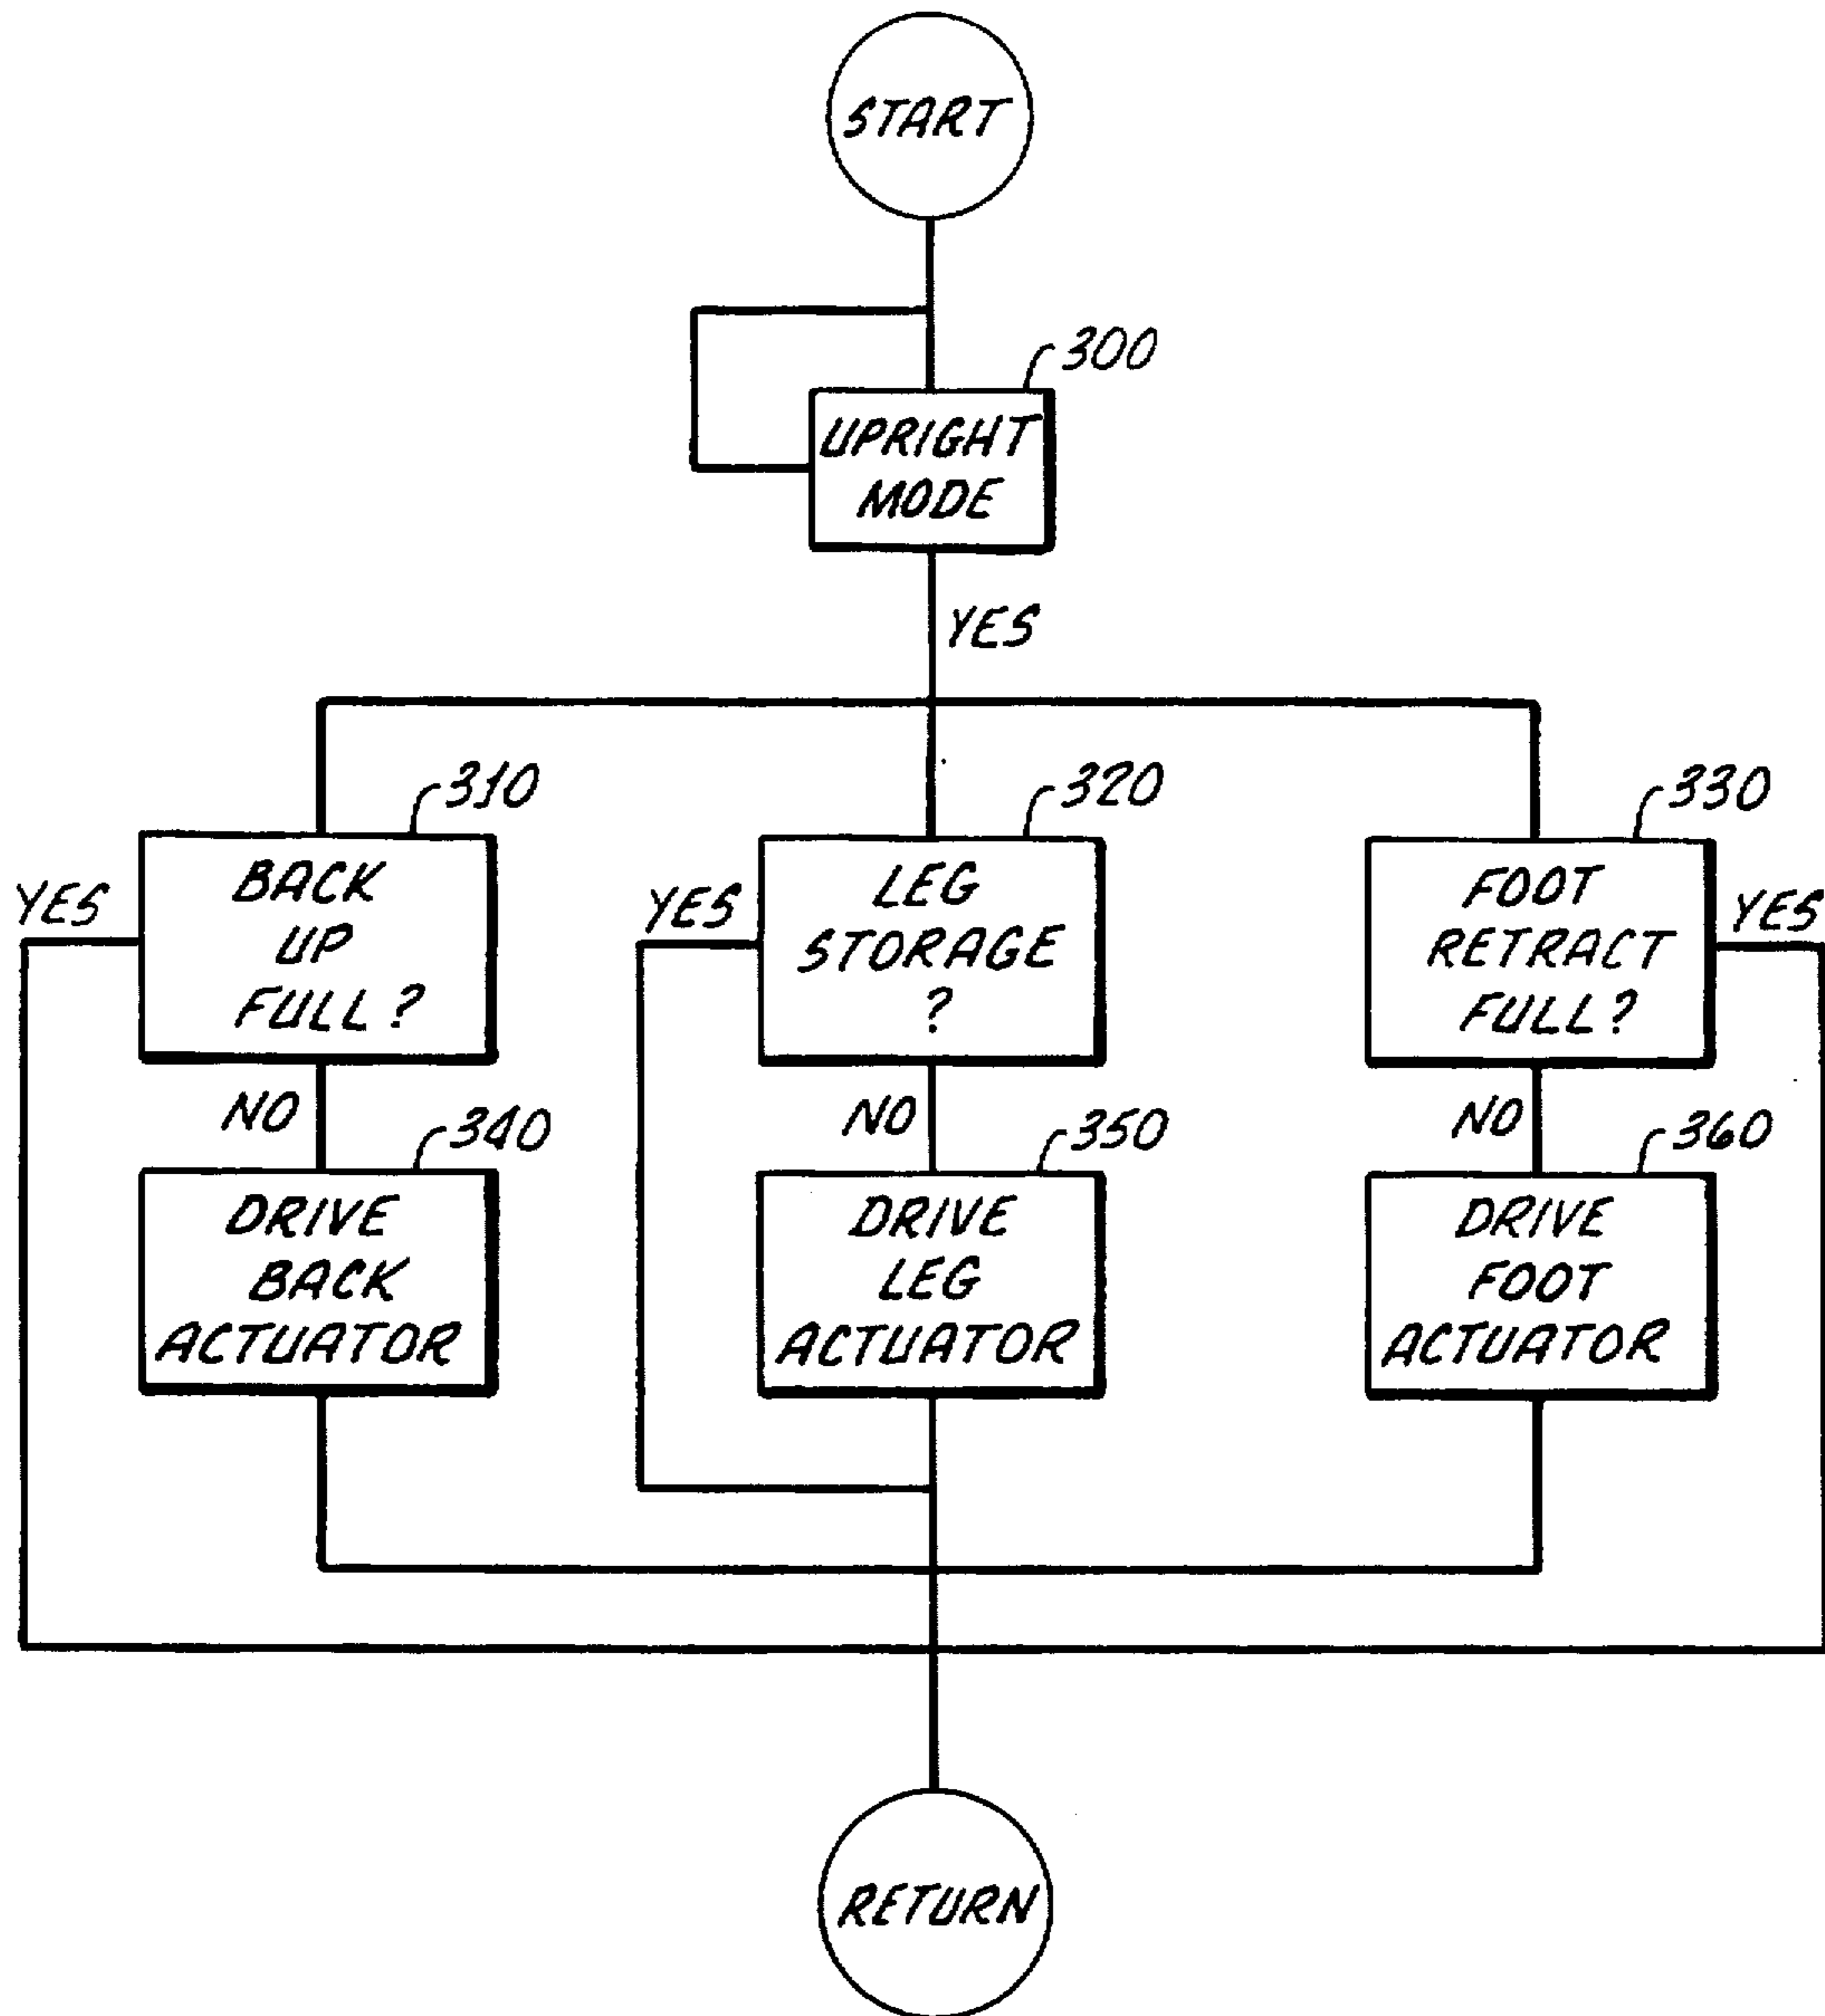 START
300
UPRIGHT
MODE
YES
310
320
330
YES
BACK
UP
FULL?
YES
LEG
STORAGE
?
FOOT
RETRACT
FULL?
YES
NO
340
NO
350
NO
360
DRIVE
BACK
ACTUATOR
DRIVE
LEG
ACTUATOR
DRIVE
FOOT
ACTUATOR
RETURN